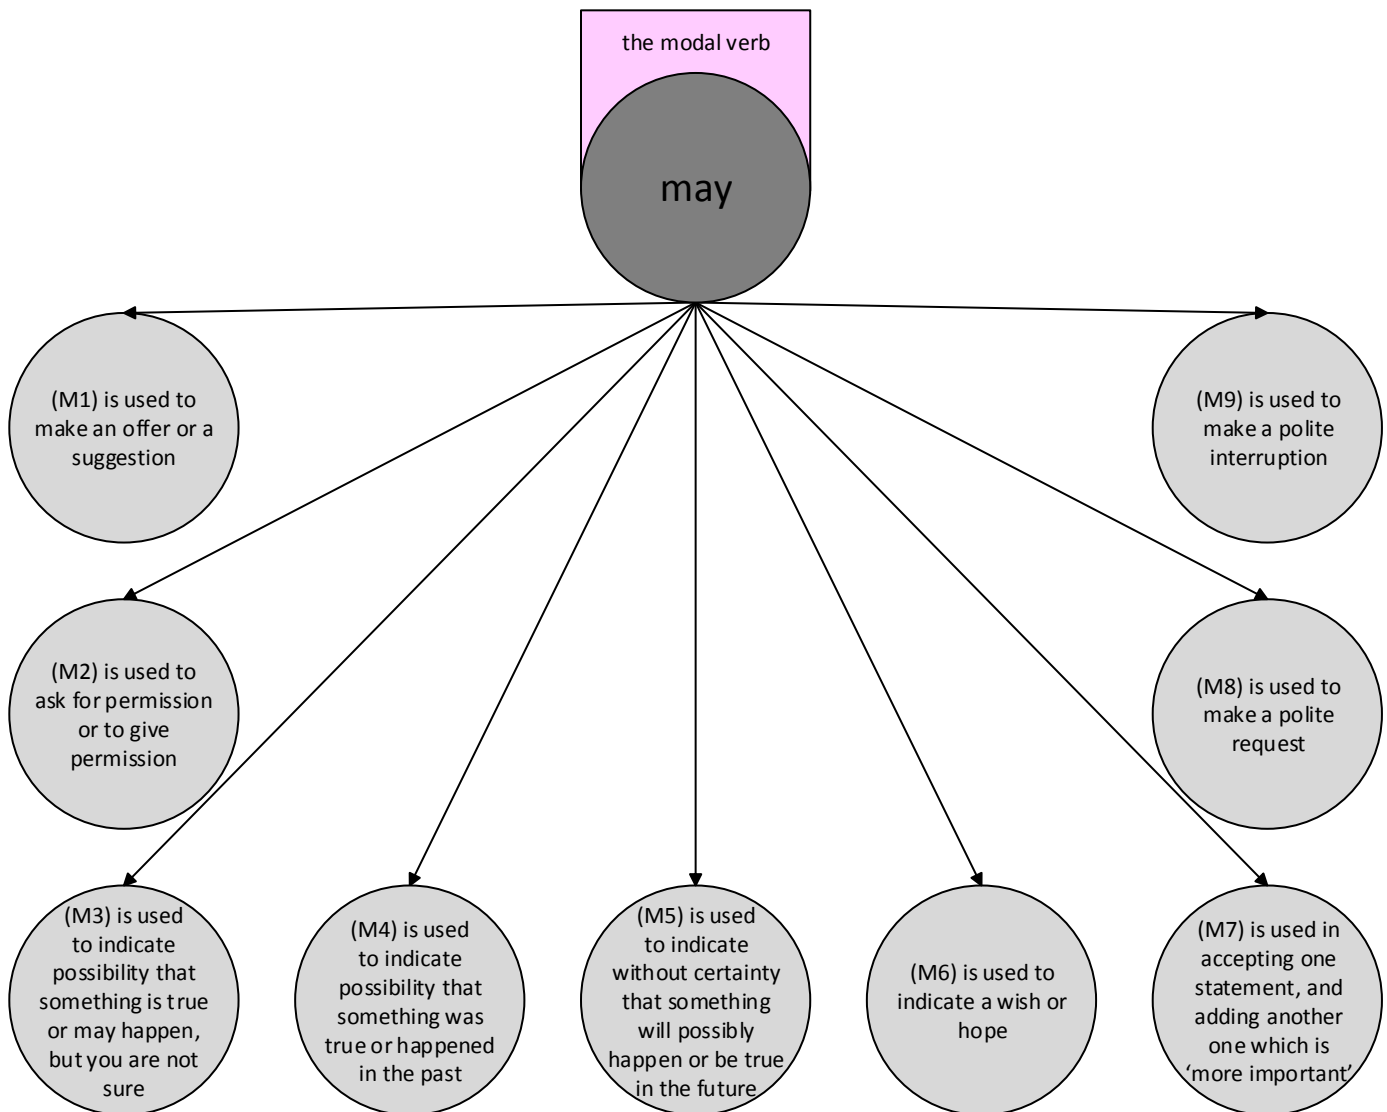 the modal verb
may
(M1) is used to
make an offer or a
suggestion
(M9) is used to
make a polite
interruption
(M2) is used to
ask for permission
or to give
permission
(M8) is used to
make a polite
request
(M3) is used
to indicate
possibility that
something is true
or may happen,
but you are not
sure
(M4) is used
to indicate
possibility that
something was
true or happened
in the past
(M5) is used
to indicate
without certainty
that something
will possibly
happen or be true
in the future
(M6) is used to
indicate a wish or
hope
(M7) is used in
accepting one
statement, and
adding another
one which is
‘more important’